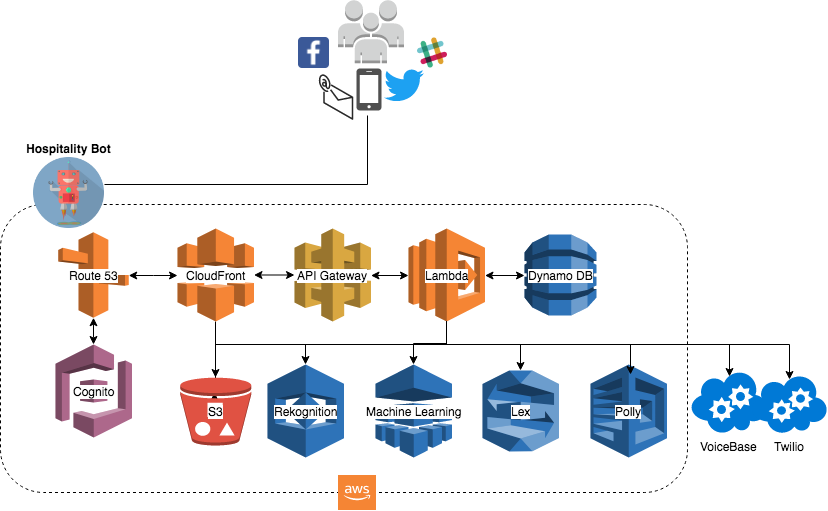 Hospitality Bot
Route 53
CloudFront
API Gateway
Lambda
Dynamo DB
Cognito
S3
Rekognition
Machine Learning
Lex
Polly
VoiceBase
Twilio
aws